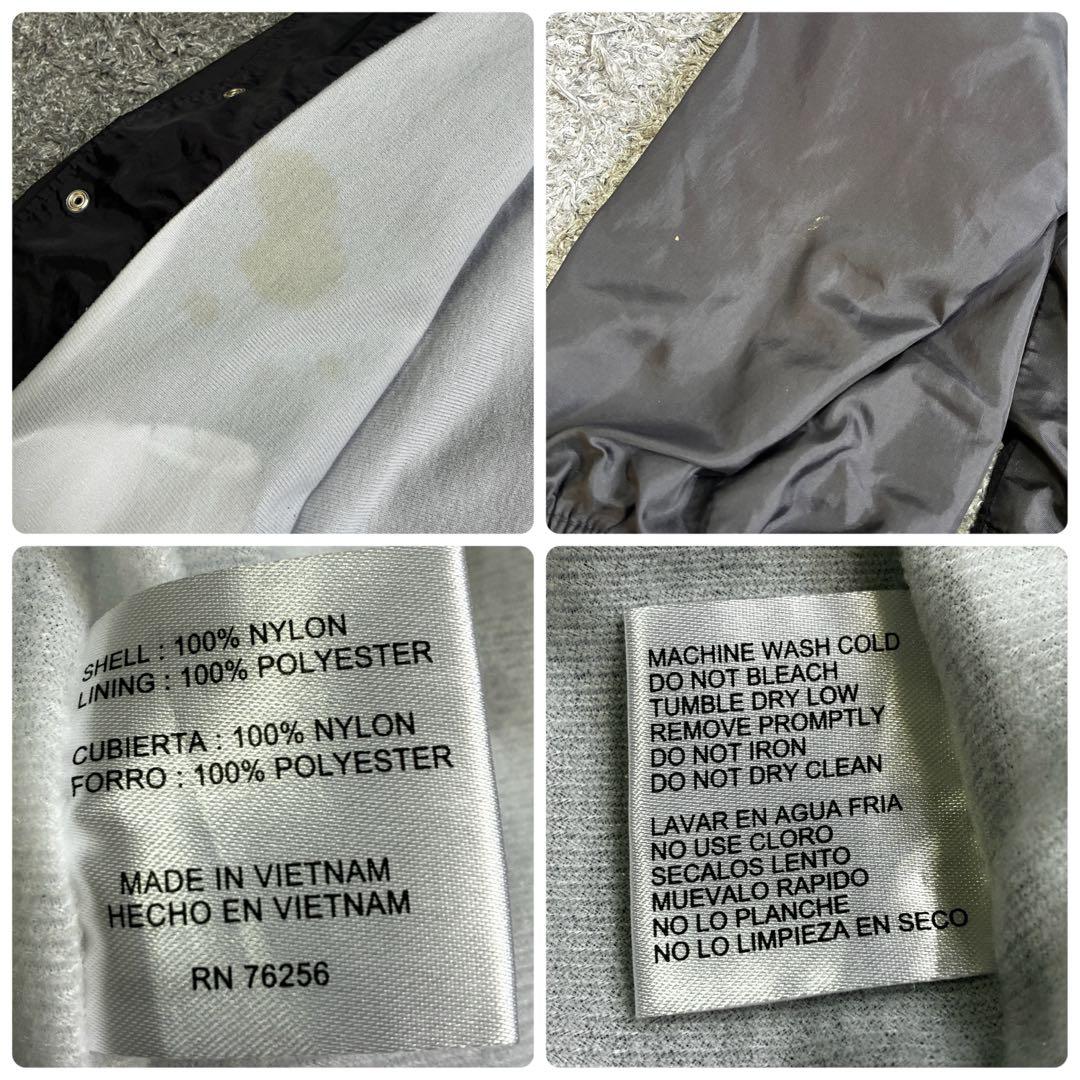 SHELL : 100% NYLON
LINING : 100% POLYESTER
CUBIERTA : 100% NYLON
FORRO : 100% POLYESTER
MADE IN VIETNAM
HECHO EN VIETNAM
RN 76256
MACHINE WASH COLD
DO NOT BLEACH
TUMBLE DRY LOW
REMOVE PROMPTLY
DO NOT IRON
DO NOT DRY CLEAN
LAVAR EN AGUA FRIA
NO USE CLORO
SECALOS LENTO
MUEVALO RAPIDO
NO LO PLANCHE
NO LO LIMPIEZA EN SECO